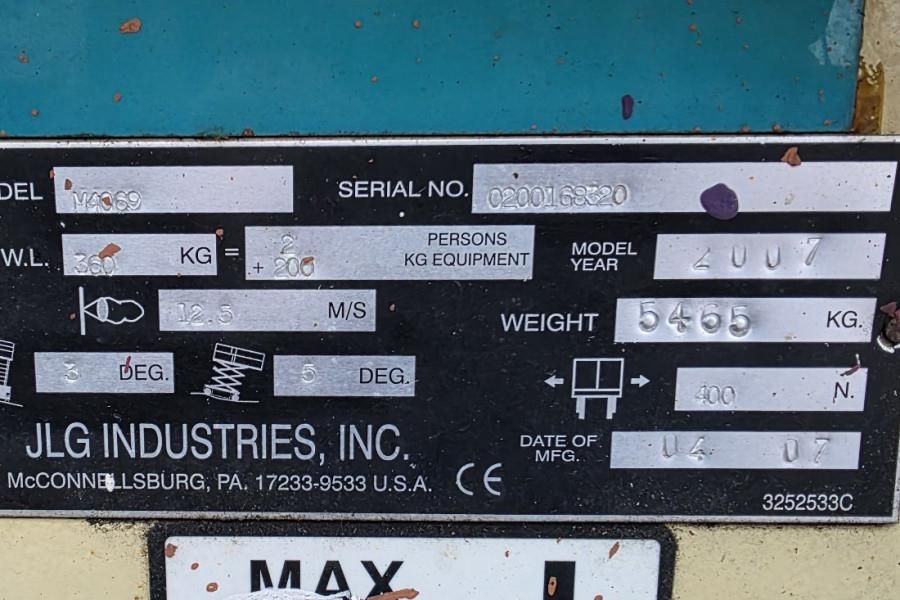 DEL M4069 SERIAL NO. 0200168320
W.L. 360 KG = 2 PERSONS
+ 200 KG EQUIPMENT
MODEL YEAR 2007
12.5 M/S
WEIGHT 5465 KG.
3 DEG. 5 DEG.
400 N.
JLG INDUSTRIES, INC.
McCONNELLSBURG, PA. 17233-9533 U.S.A.
CE
DATE OF MFG. 04 07
3252533C
MAX